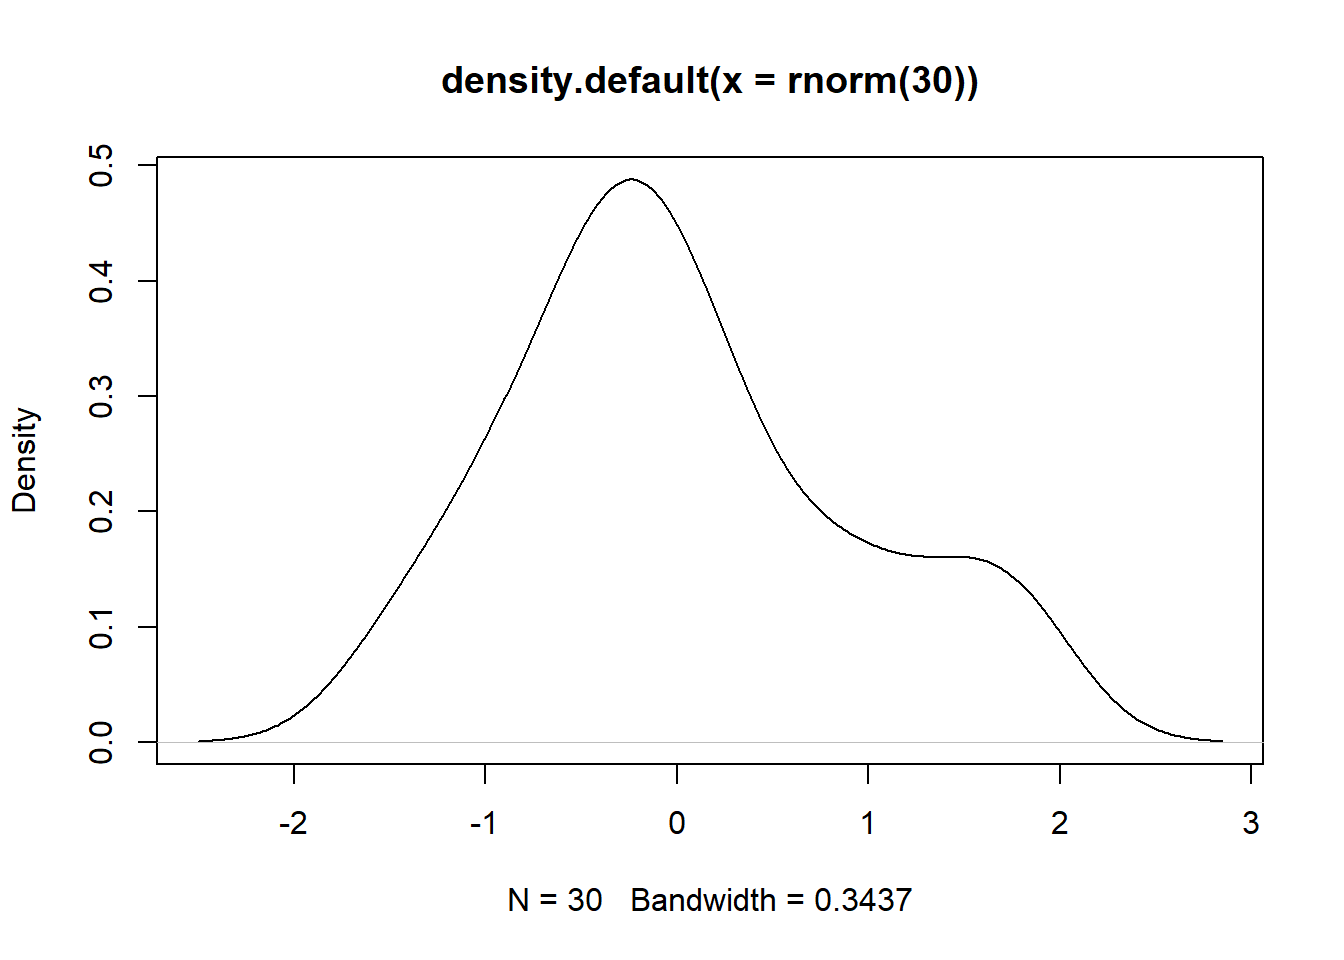 density.default(x = rnorm(30))
Density
0.5
0.4
0.3
0.2
0.1
0.0
-2 -1 0 1 2 3
N = 30 Bandwidth = 0.3437